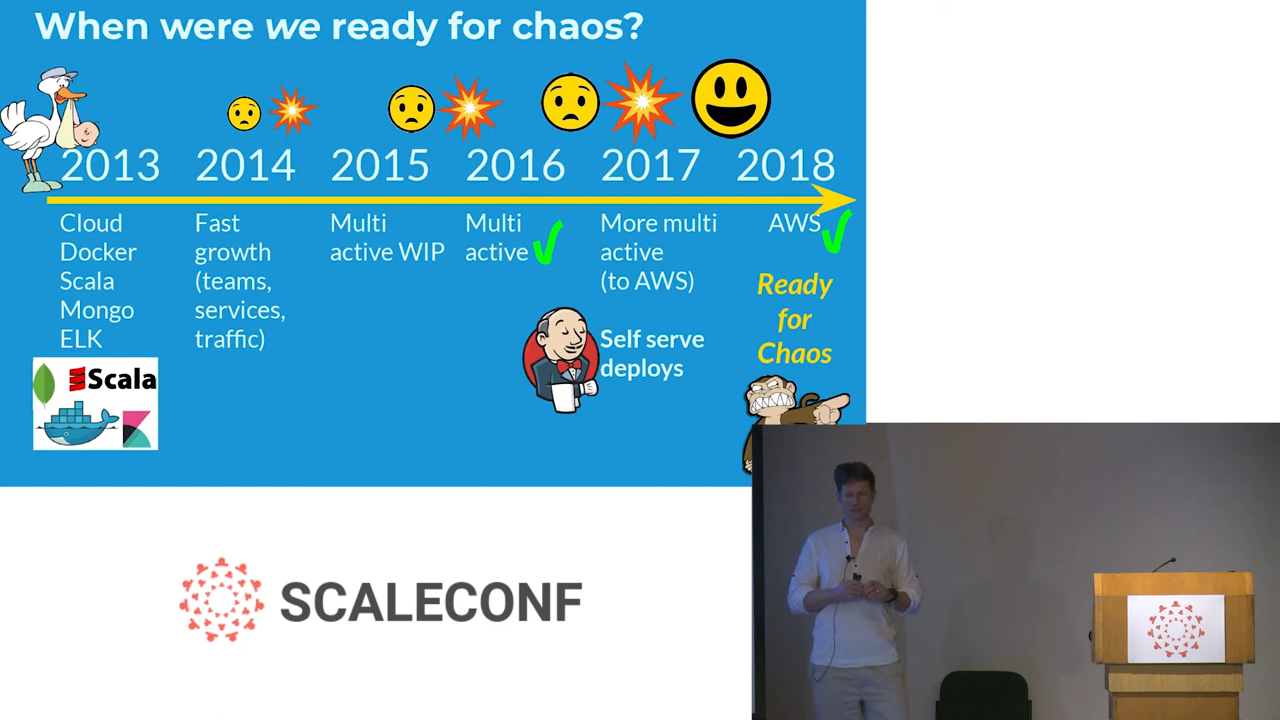 When were we ready for chaos?
2013 2014 2015 2016 2017 2018
Cloud
Docker
Scala
Mongo
ELK
Scala
Fast
growth
(teams,
services,
traffic)
Multi
active WIP
Multi
active
More multi
active
(to AWS)
Self serve
deploys
AWS
Ready
for
Chaos
SCALECONF